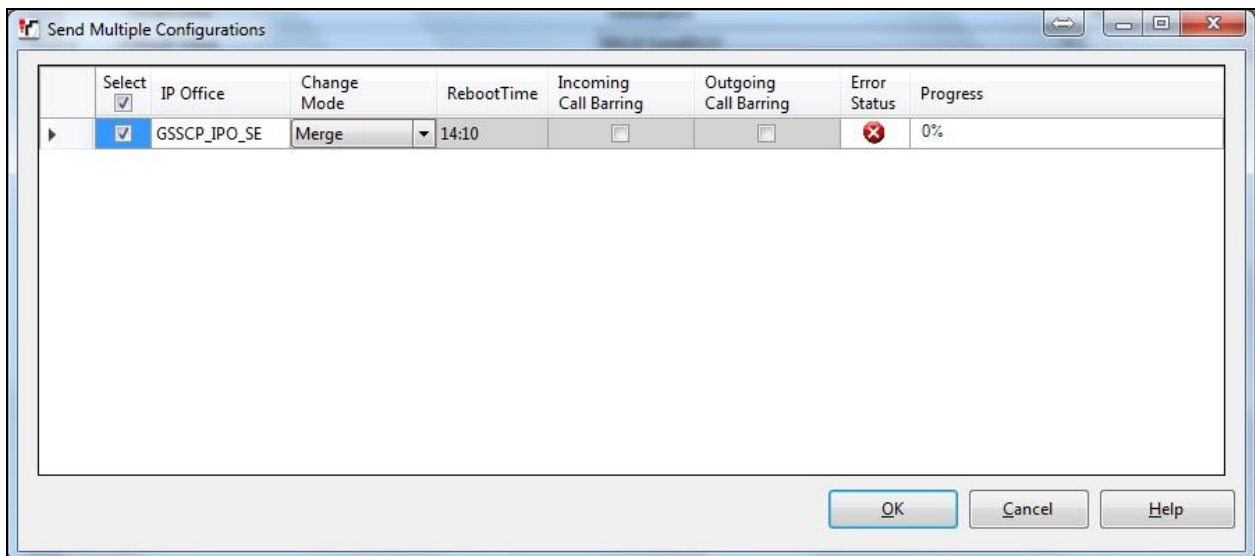 Send Multiple Configurations
Select IP Office Change Mode RebootTime Incoming Call Barring Outgoing Call Barring Error Status Progress
GSSCP_IPO_SE Merge 14:10 0%
OK Cancel Help